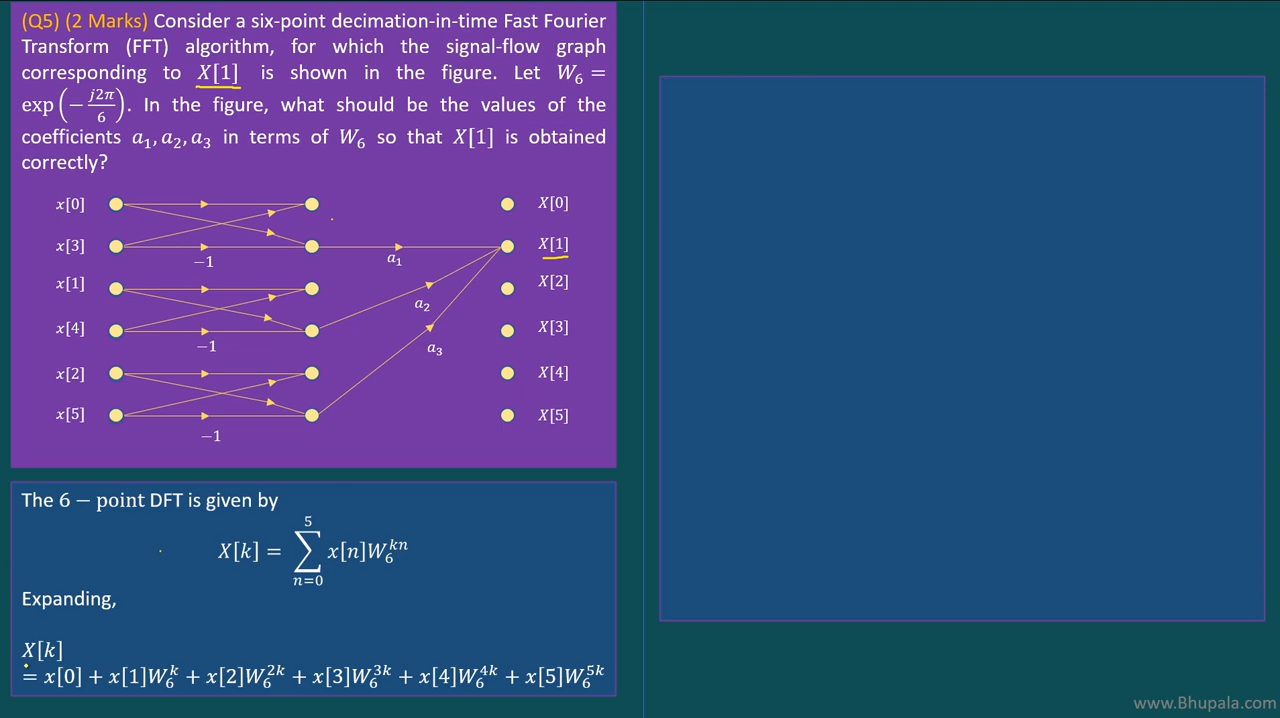 (Q5) (2 Marks) Consider a six-point decimation-in-time Fast Fourier
Transform (FFT) algorithm, for which the signal-flow graph
corresponding to X[1] is shown in the figure. Let W₆ =
exp(−j2π/6). In the figure, what should be the values of the
coefficients a₁, a₂, a₃ in terms of W₆ so that X[1] is obtained
correctly?
x[0] X[0]
x[3] −1 a₁ X[1]
x[1] a₂ X[2]
x[4] −1 a₃ X[3]
x[2] X[4]
x[5] −1 X[5]
The 6 − point DFT is given by
X[k] = ∑_{n=0}^{5} x[n]W₆^{kn}
Expanding,
X[k]
= x[0] + x[1]W₆^{k} + x[2]W₆^{2k} + x[3]W₆^{3k} + x[4]W₆^{4k} + x[5]W₆^{5k}
www.Bhupala.com